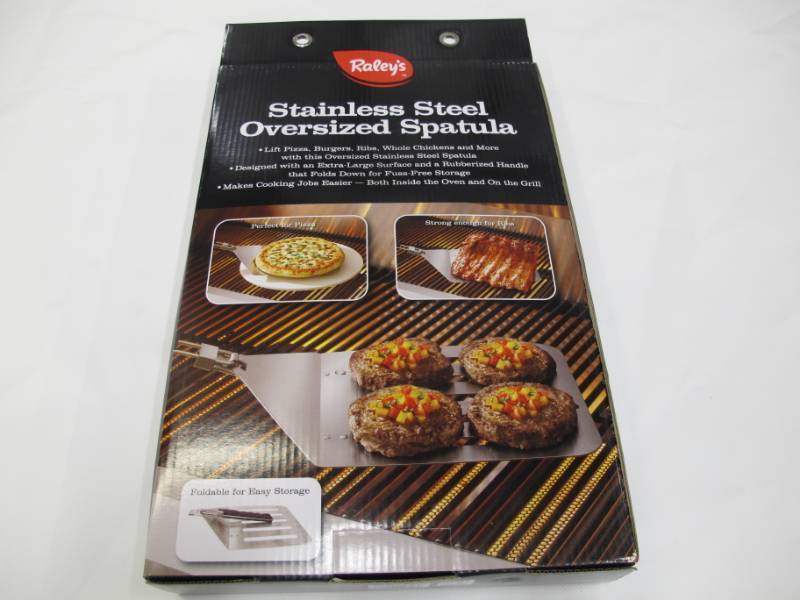 Raley's
Stainless Steel
Oversized Spatula
• Lift Pizza, Burgers, Ribs, Whole Chickens and More
with this Oversized Stainless Steel Spatula
• Designed with an Extra-Large Surface and a Rubberized Handle
that Folds Down for Fuss-Free Storage
• Makes Cooking Jobs Easier — Both Inside the Oven and On the Grill
Perfect for Pizza
Strong enough for Ribs
Foldable for Easy Storage